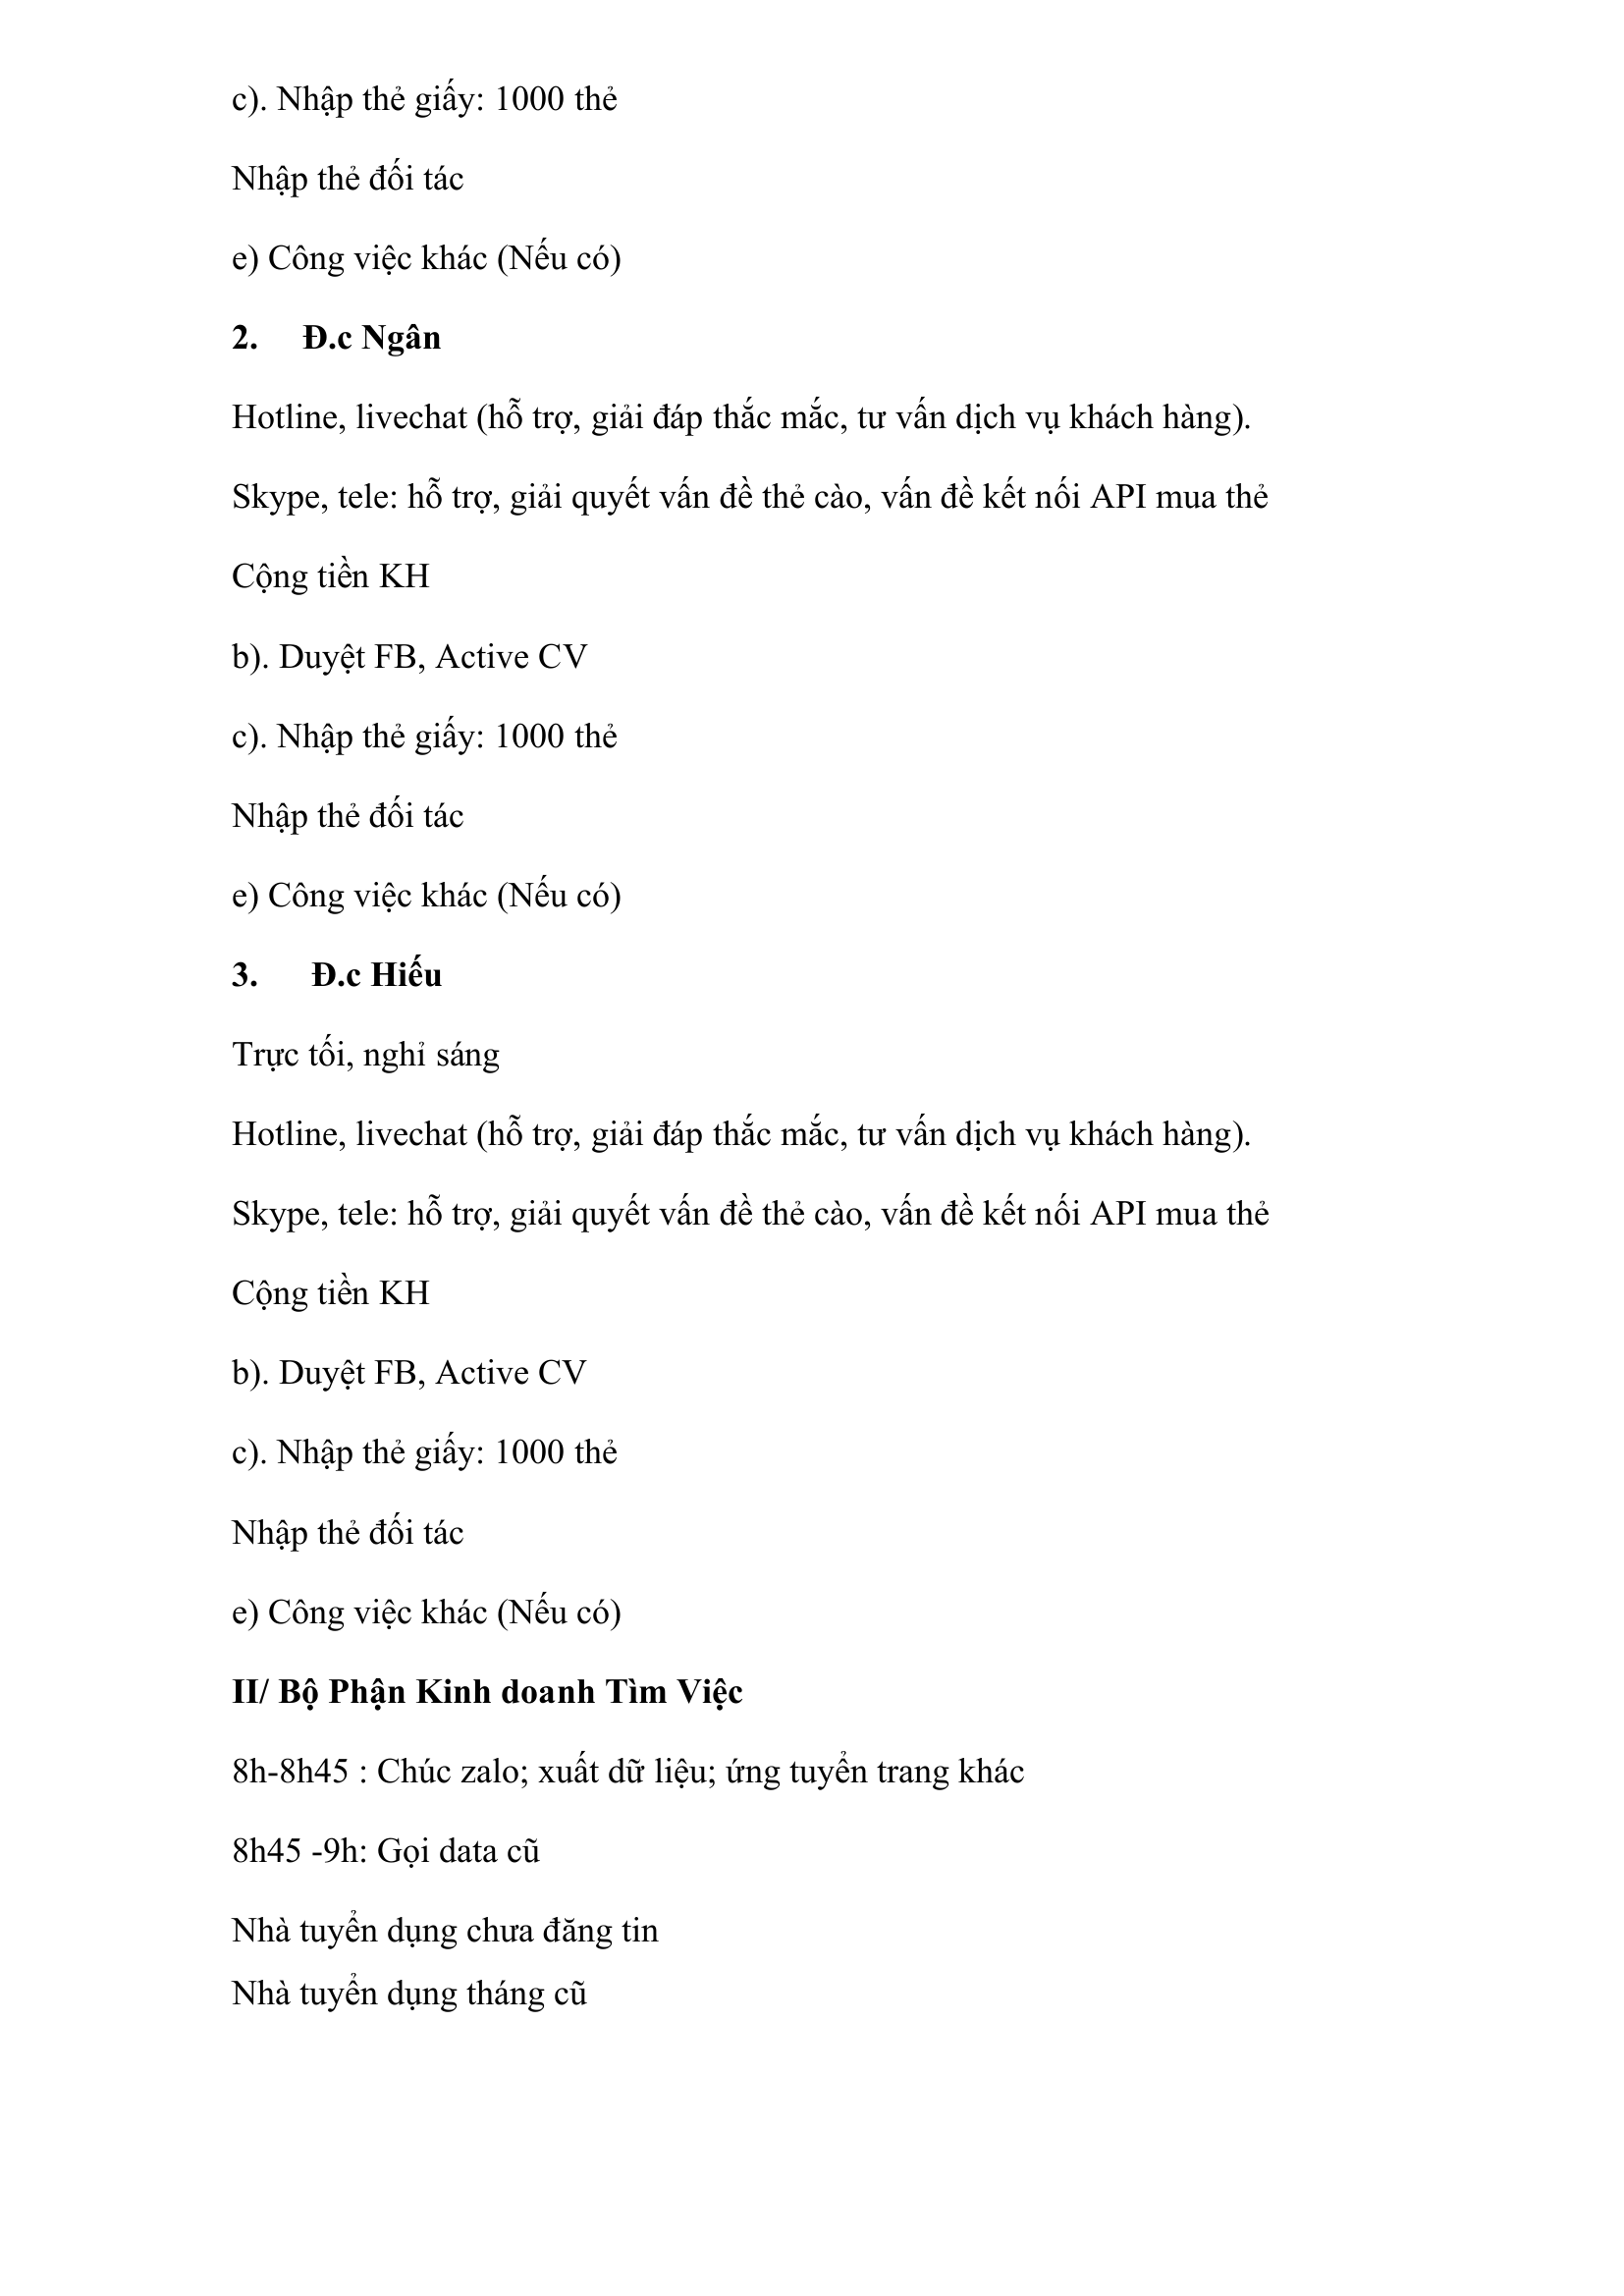 c). Nhập thẻ giấy: 1000 thẻ
Nhập thẻ đối tác
e) Công việc khác (Nếu có)
2. Đ.c Ngân
Hotline, livechat (hỗ trợ, giải đáp thắc mắc, tư vấn dịch vụ khách hàng).
Skype, tele: hỗ trợ, giải quyết vấn đề thẻ cào, vấn đề kết nối API mua thẻ
Cộng tiền KH
b). Duyệt FB, Active CV
c). Nhập thẻ giấy: 1000 thẻ
Nhập thẻ đối tác
e) Công việc khác (Nếu có)
3. Đ.c Hiếu
Trực tối, nghỉ sáng
Hotline, livechat (hỗ trợ, giải đáp thắc mắc, tư vấn dịch vụ khách hàng).
Skype, tele: hỗ trợ, giải quyết vấn đề thẻ cào, vấn đề kết nối API mua thẻ
Cộng tiền KH
b). Duyệt FB, Active CV
c). Nhập thẻ giấy: 1000 thẻ
Nhập thẻ đối tác
e) Công việc khác (Nếu có)
II/ Bộ Phận Kinh doanh Tìm Việc
8h-8h45 : Chúc zalo; xuất dữ liệu; ứng tuyển trang khác
8h45 -9h: Gọi data cũ
Nhà tuyển dụng chưa đăng tin
Nhà tuyển dụng tháng cũ